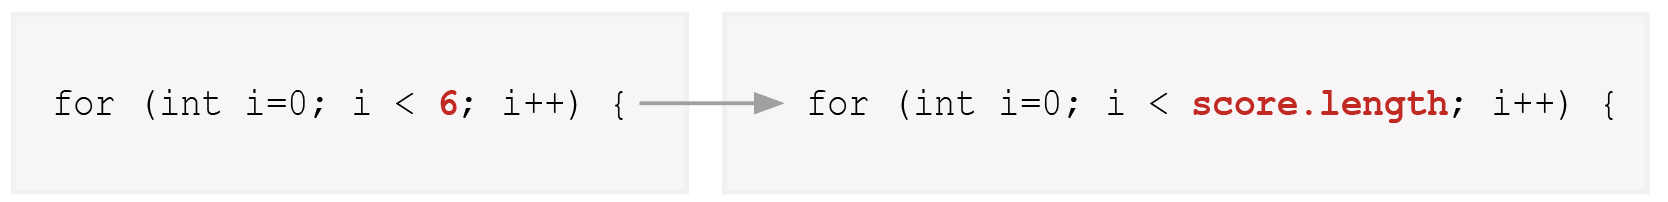 for (int i=0; i < 6; i++) {
for (int i=0; i < score.length; i++) {